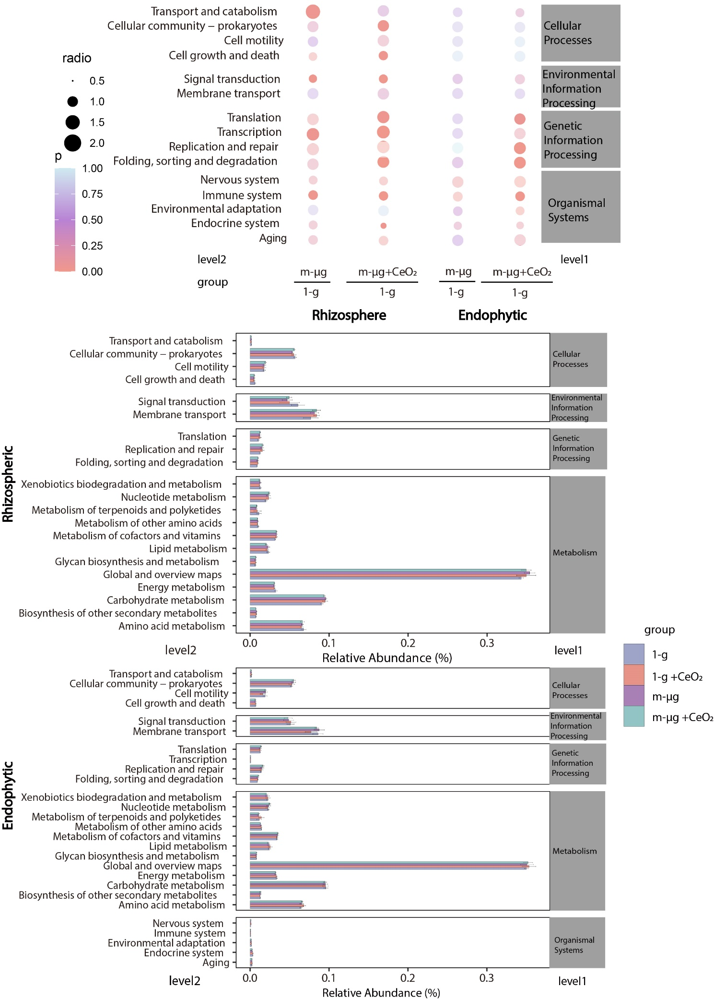 Transport and catabolism
Cellular community – prokaryotes
Cell motility
Cell growth and death
Cellular
Processes
Signal transduction
Membrane transport
Environmental
Information
Processing
Translation
Transcription
Replication and repair
Folding, sorting and degradation
Genetic
Information
Processing
Nervous system
Immune system
Environmental adaptation
Endocrine system
Aging
Organismal
Systems
radio
0.5
1.0
1.5
2.0
p
1.00
0.75
0.50
0.25
0.00
level2
level1
group
m-μg
1-g
m-μg+CeO₂
1-g
m-μg
1-g
m-μg+CeO₂
1-g
Rhizosphere
Endophytic
Rhizospheric
Transport and catabolism
Cellular community – prokaryotes
Cell motility
Cell growth and death
Cellular
Processes
Signal transduction
Membrane transport
Environmental
Information
Processing
Translation
Replication and repair
Folding, sorting and degradation
Genetic
Information
Processing
Xenobiotics biodegradation and metabolism
Nucleotide metabolism
Metabolism of terpenoids and polyketides
Metabolism of other amino acids
Metabolism of cofactors and vitamins
Lipid metabolism
Glycan biosynthesis and metabolism
Global and overview maps
Energy metabolism
Carbohydrate metabolism
Biosynthesis of other secondary metabolites
Amino acid metabolism
Metabolism
0.0
0.1
0.2
0.3
level2
Relative Abundance (%)
level1
group
1-g
1-g +CeO₂
m-μg
m-μg +CeO₂
Endophytic
Transport and catabolism
Cellular community – prokaryotes
Cell motility
Cell growth and death
Cellular
Processes
Signal transduction
Membrane transport
Environmental
Information
Processing
Translation
Transcription
Replication and repair
Folding, sorting and degradation
Genetic
Information
Processing
Xenobiotics biodegradation and metabolism
Nucleotide metabolism
Metabolism of terpenoids and polyketides
Metabolism of other amino acids
Metabolism of cofactors and vitamins
Lipid metabolism
Glycan biosynthesis and metabolism
Global and overview maps
Energy metabolism
Carbohydrate metabolism
Biosynthesis of other secondary metabolites
Amino acid metabolism
Metabolism
Nervous system
Immune system
Environmental adaptation
Endocrine system
Aging
Organismal
Systems
0.0
0.1
0.2
0.3
level2
Relative Abundance (%)
level1